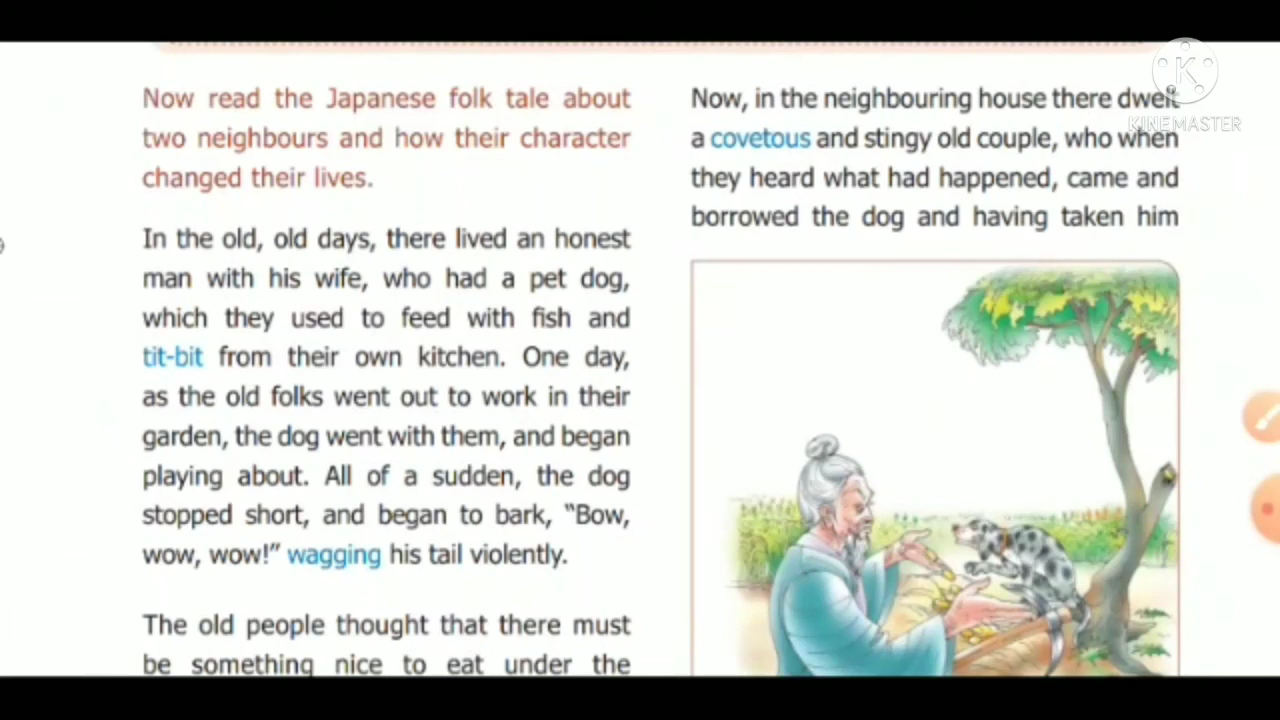 Now read the Japanese folk tale about
two neighbours and how their character
changed their lives.
In the old, old days, there lived an honest
man with his wife, who had a pet dog,
which they used to feed with fish and
tit-bit from their own kitchen. One day,
as the old folks went out to work in their
garden, the dog went with them, and began
playing about. All of a sudden, the dog
stopped short, and began to bark, “Bow,
wow, wow!” wagging his tail violently.
The old people thought that there must
be something nice to eat under the
Now, in the neighbouring house there dwelt
a covetous and stingy old couple, who when
they heard what had happened, came and
borrowed the dog and having taken him
K
KINEMASTER